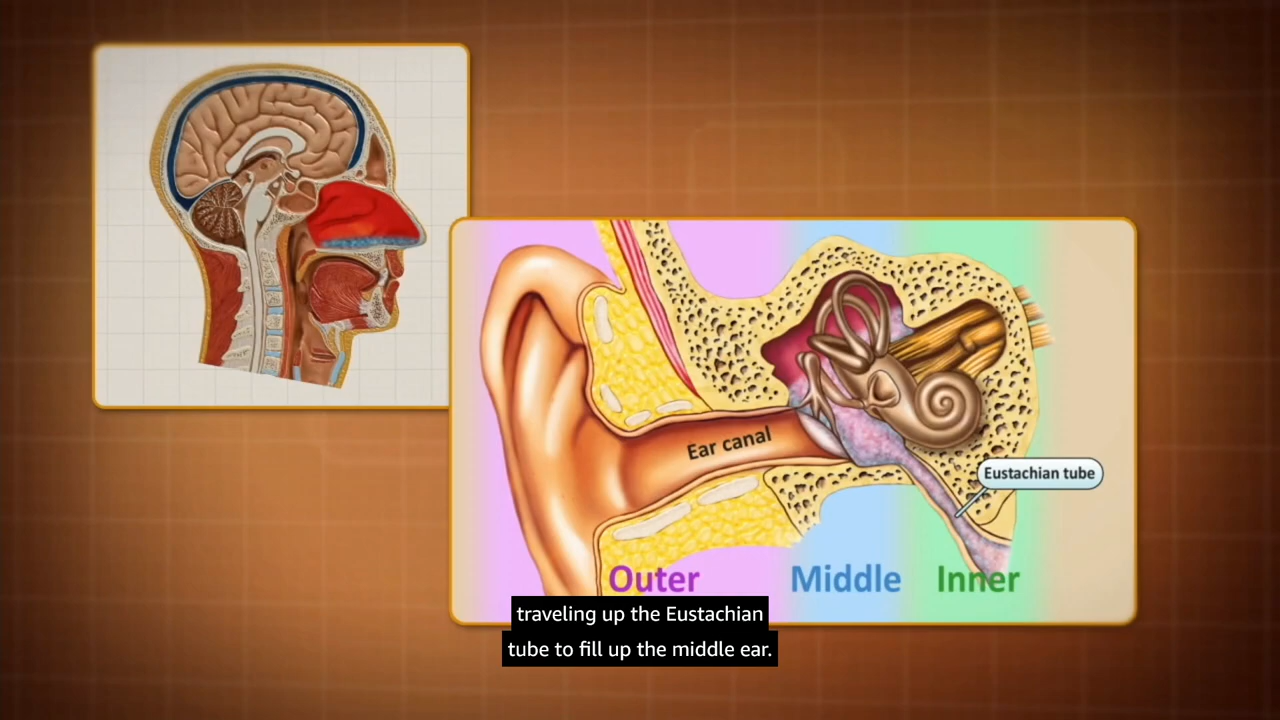 Ear canal
Eustachian tube
Outer
Middle
Inner
traveling up the Eustachian
tube to fill up the middle ear.